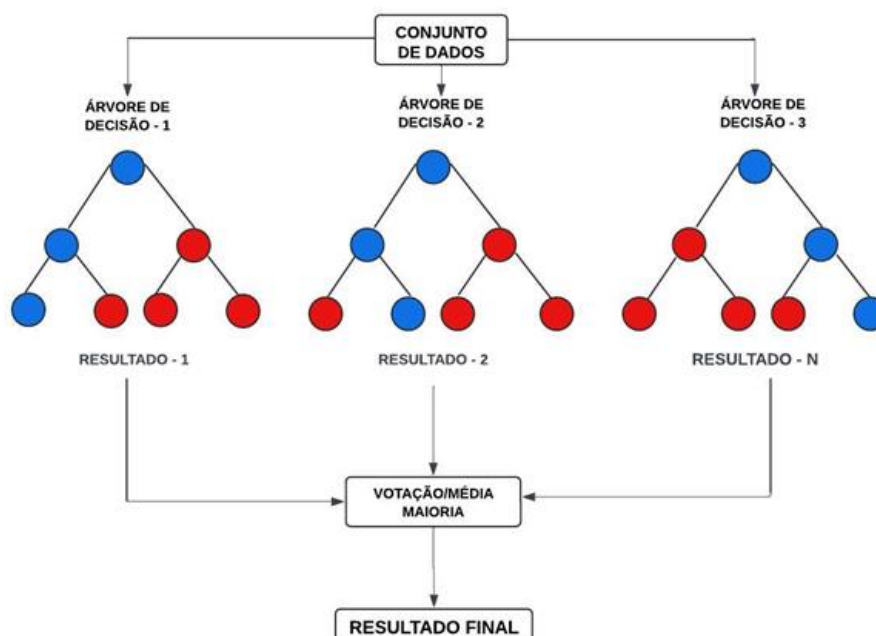 CONJUNTO
DE DADOS
ÁRVORE DE
DECISÃO - 1
ÁRVORE DE
DECISÃO - 2
ÁRVORE DE
DECISÃO - 3
RESULTADO - 1
RESULTADO - 2
RESULTADO - N
VOTAÇÃO/MÉDIA
MAIORIA
RESULTADO FINAL